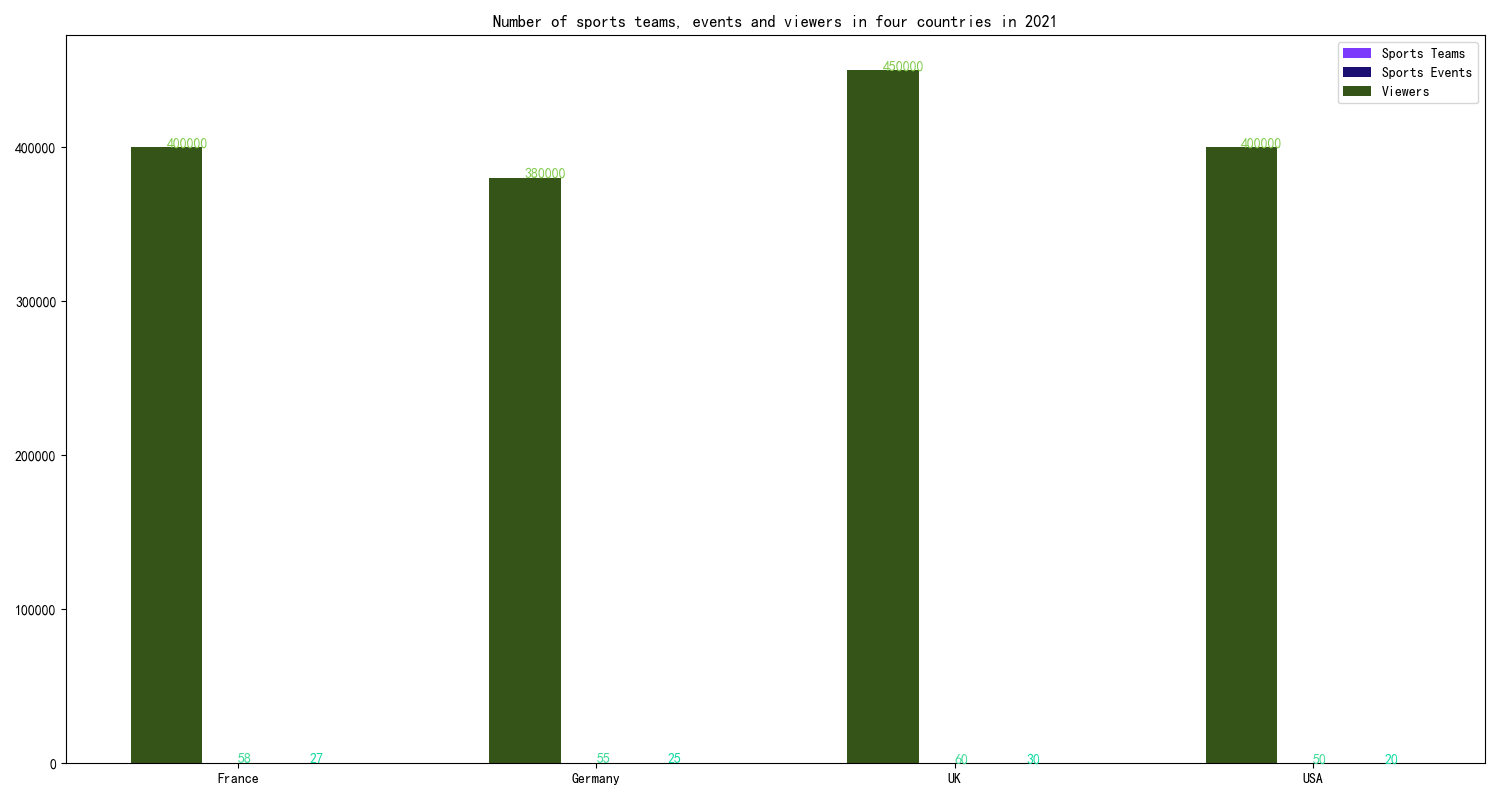 Number of sports teams, events and viewers in four countries in 2021
Sports Teams
Sports Events
Viewers
400000
300000
200000
100000
0
400000
58
27
380000
55
25
450000
60
30
400000
50
20
France
Germany
UK
USA